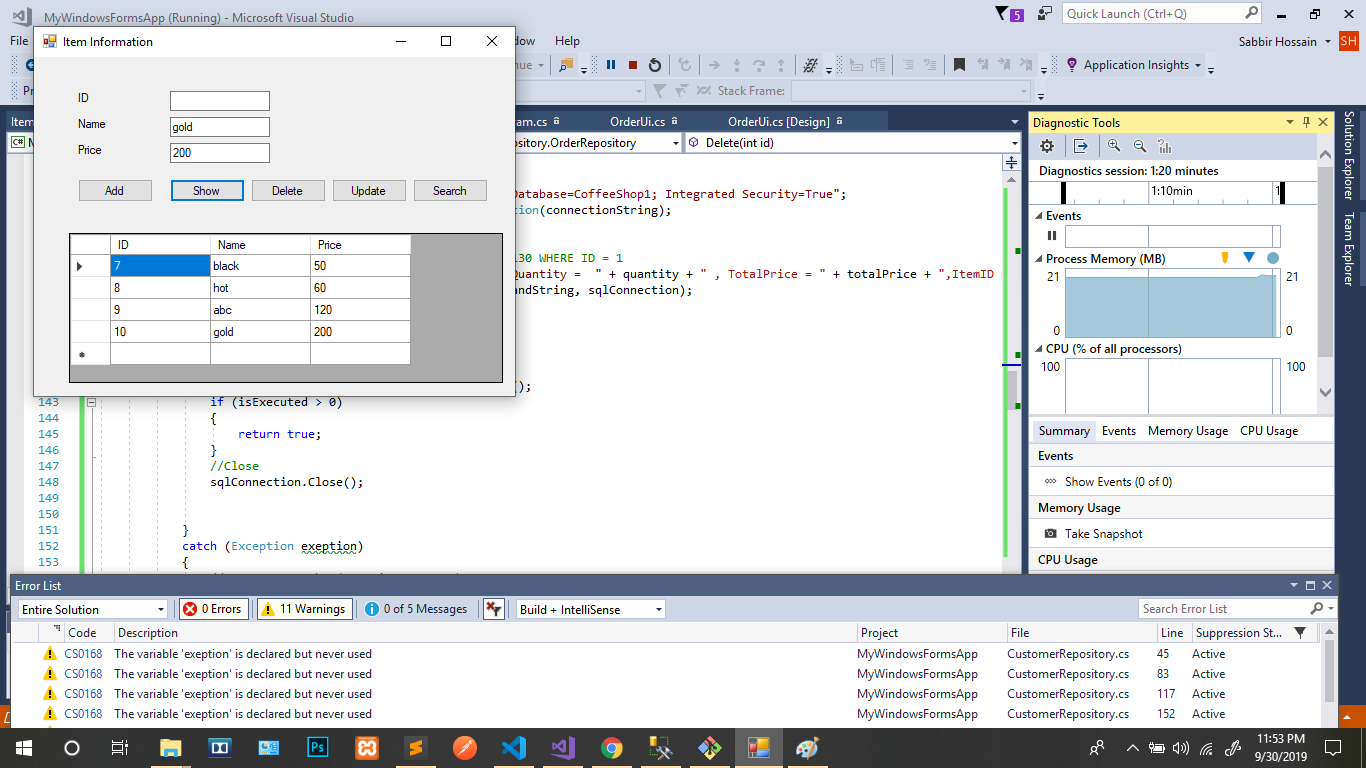 MyWindowsFormsApp (Running) - Microsoft Visual Studio
5
Quick Launch (Ctrl+Q)
File
Help
Sabbir Hossain
SH
Application Insights
Stack Frame:
Item Information
ID
Name
gold
Price
200
Add
Show
Delete
Update
Search
ID Name Price
7 black 50
8 hot 60
9 abc 120
10 gold 200
OrderUi.cs
OrderUi.cs [Design]
Delete(int id)
Database=CoffeeShop1; Integrated Security=True";
tion(connectionString);
130 WHERE ID = 1
Quantity = " + quantity + " , TotalPrice = " + totalPrice + ",ItemID
andString, sqlConnection);
();
143 if (isExecuted > 0)
144 {
145 return true;
146 }
147 //Close
148 sqlConnection.Close();
149
150
151 }
152 catch (Exception exeption)
153 {
Diagnostic Tools
Diagnostics session: 1:20 minutes
1:10min
Events
Process Memory (MB)
21 21
0 0
CPU (% of all processors)
100 100
Summary Events Memory Usage CPU Usage
Events
Show Events (0 of 0)
Memory Usage
Take Snapshot
CPU Usage
Solution Explorer
Team Explorer
Error List
Entire Solution
0 Errors
11 Warnings
0 of 5 Messages
Build + IntelliSense
Search Error List
Code Description Project File Line Suppression St...
CS0168 The variable 'exeption' is declared but never used MyWindowsFormsApp CustomerRepository.cs 45 Active
CS0168 The variable 'exeption' is declared but never used MyWindowsFormsApp CustomerRepository.cs 83 Active
CS0168 The variable 'exeption' is declared but never used MyWindowsFormsApp CustomerRepository.cs 117 Active
CS0168 The variable 'exeption' is declared but never used MyWindowsFormsApp CustomerRepository.cs 152 Active
11:53 PM
9/30/2019